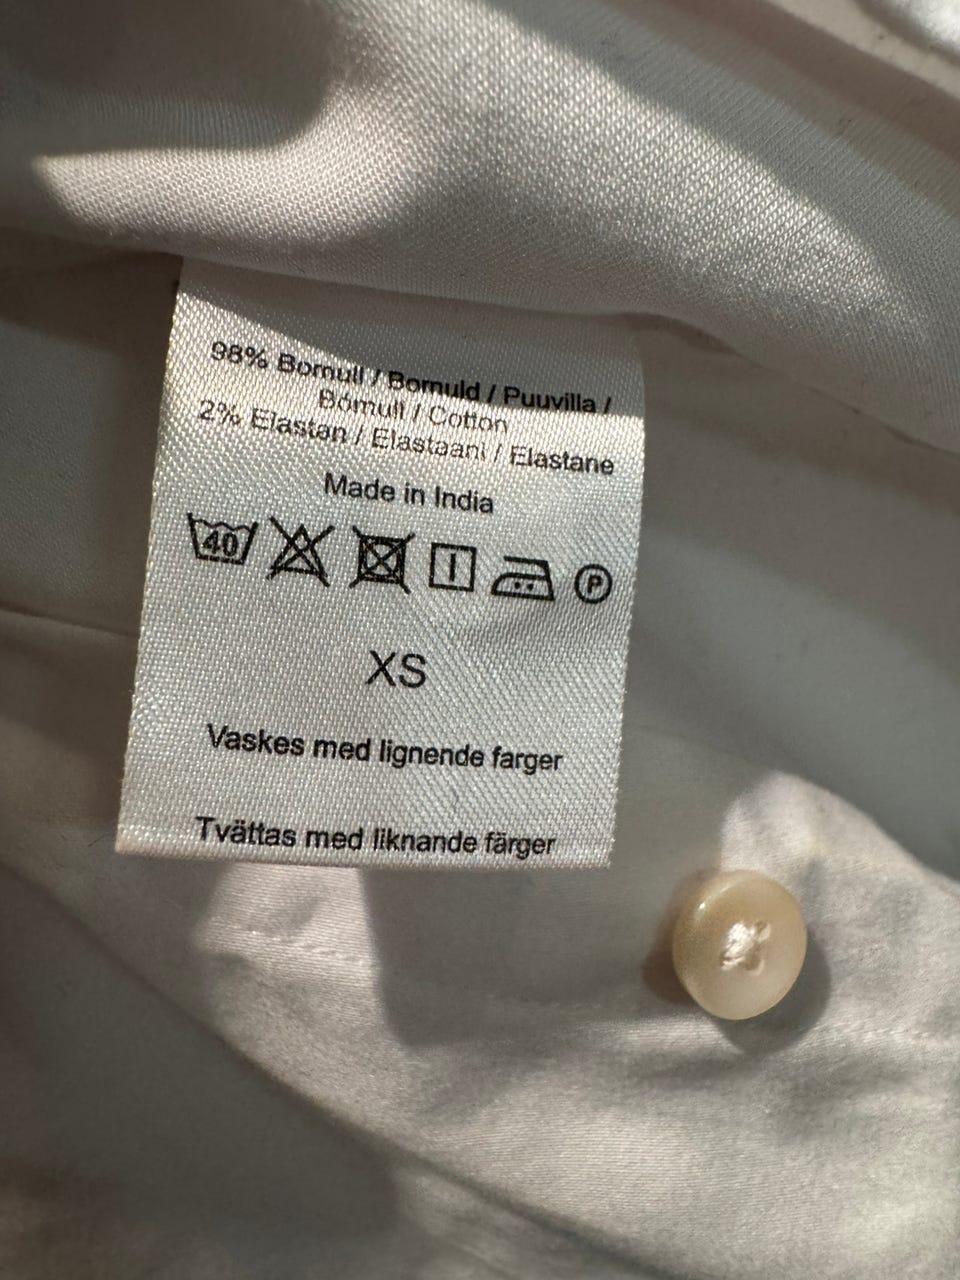 98% Bomull / Bomuld / Puuvilla /
Bómull / Cotton
2% Elastan / Elastaani / Elastane
Made in India
40 P
XS
Vaskes med lignende farger
Tvättas med liknande färger